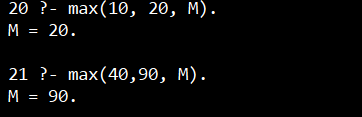 20 ?- max(10, 20, M).
M = 20.
21 ?- max(40,90, M).
M = 90.